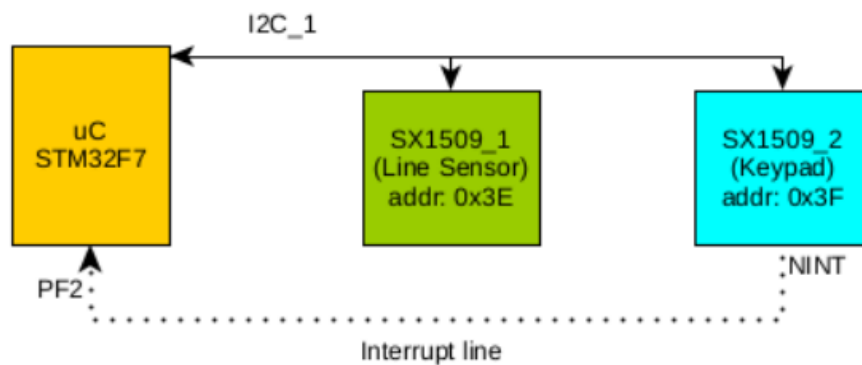 I2C_1
uC
STM32F7
SX1509_1
(Line Sensor)
addr: 0x3E
SX1509_2
(Keypad)
addr: 0x3F
PF2
NINT
Interrupt line